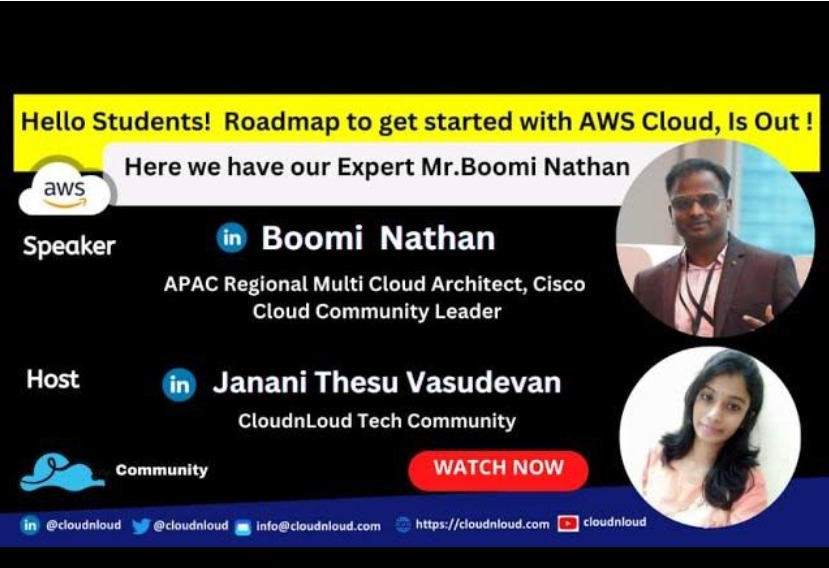 Hello Students! Roadmap to get started with AWS Cloud, Is Out !
Here we have our Expert Mr.Boomi Nathan
aws
Speaker
in Boomi Nathan
APAC Regional Multi Cloud Architect, Cisco
Cloud Community Leader
Host
in Janani Thesu Vasudevan
CloudnLoud Tech Community
Community
WATCH NOW
in @cloudnloud @cloudnloud info@cloudnloud.com https://cloudnloud.com cloudnloud